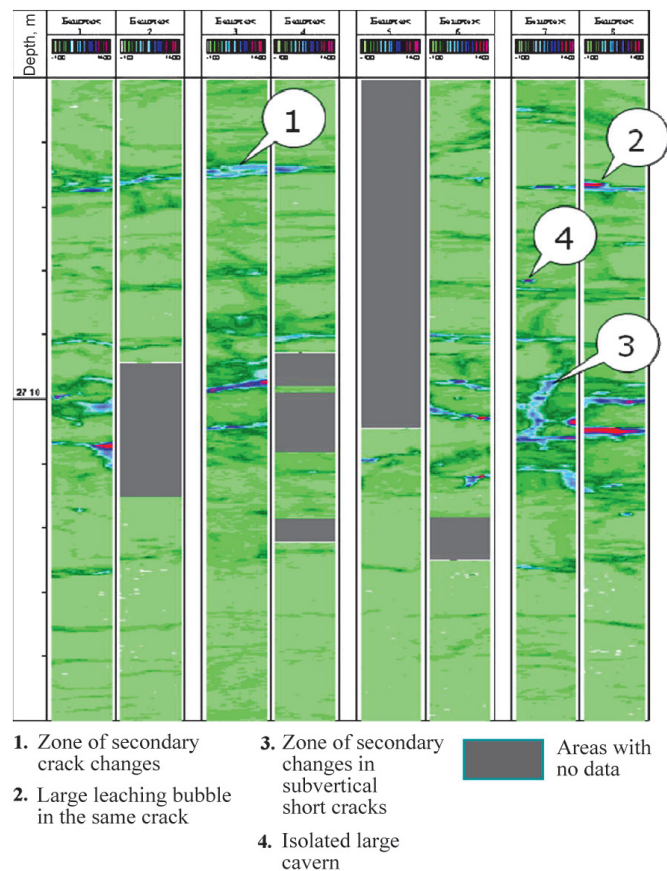 Depth, m
1 2 3 4 5 6 7 8
1
2
4
3
2710
1. Zone of secondary
crack changes
2. Large leaching bubble
in the same crack
3. Zone of secondary
changes in
subvertical
short cracks
4. Isolated large
cavern
Areas with
no data